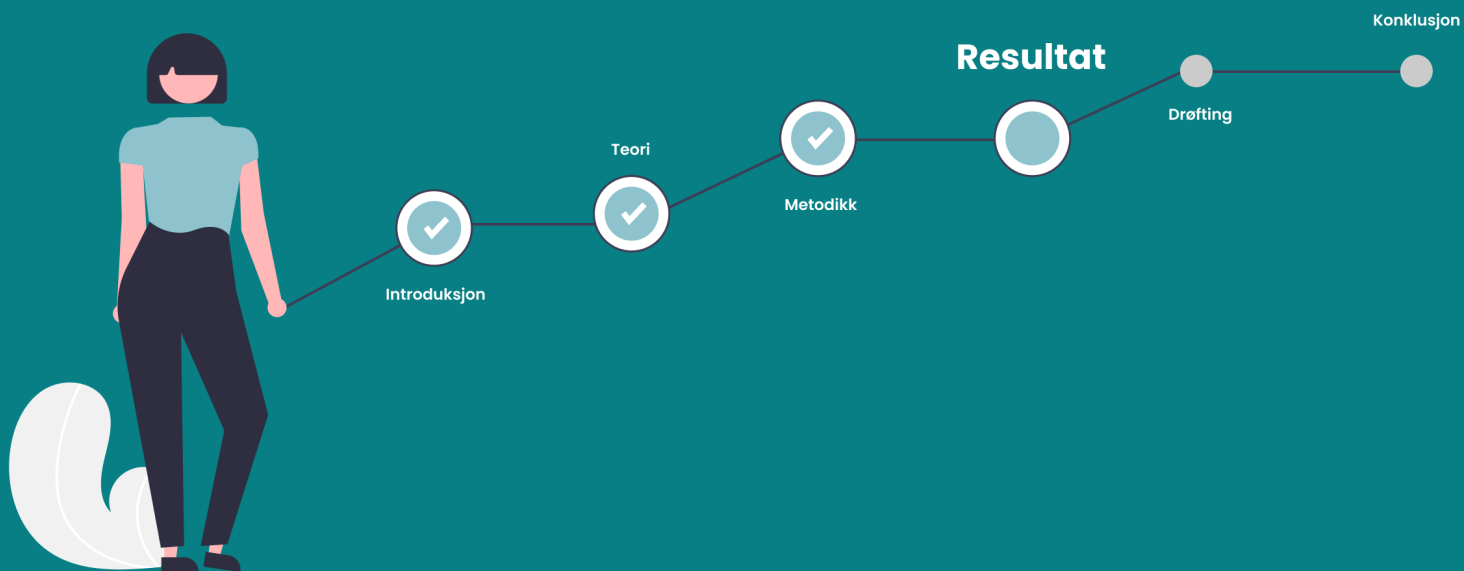 Introduksjon
Teori
Metodikk
Resultat
Drøfting
Konklusjon